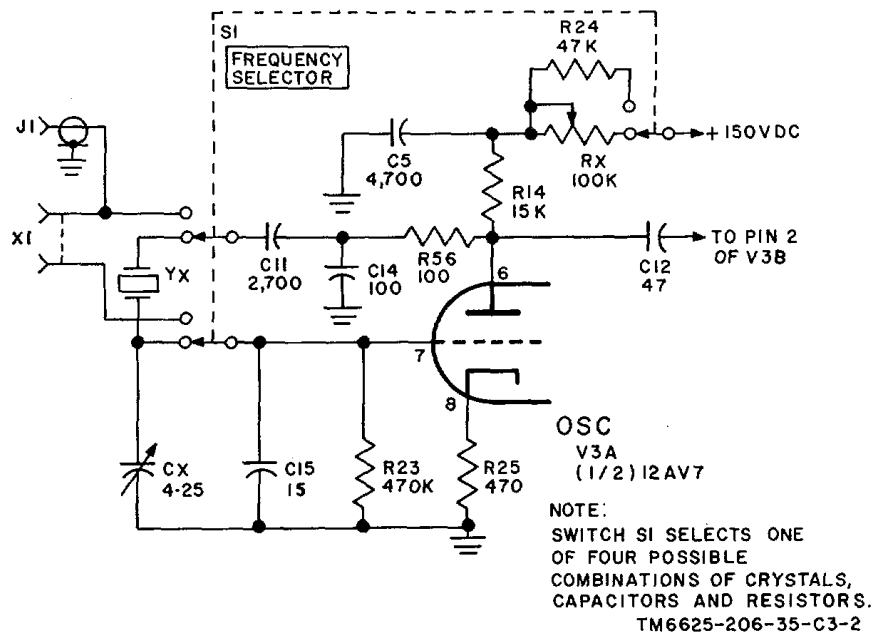 S1
FREQUENCY
SELECTOR
R24
47K
J1
+150VDC
C5
4,700
RX
100K
R14
15K
X1
YX
C11
2,700
C14
100
R56
100
C12
47
TO PIN 2
OF V3B
6
7
8
OSC
V3A
(1/2) 12AV7
CX
4-25
C15
15
R23
470K
R25
470
NOTE:
SWITCH S1 SELECTS ONE
OF FOUR POSSIBLE
COMBINATIONS OF CRYSTALS,
CAPACITORS AND RESISTORS.
TM6625-206-35-C3-2